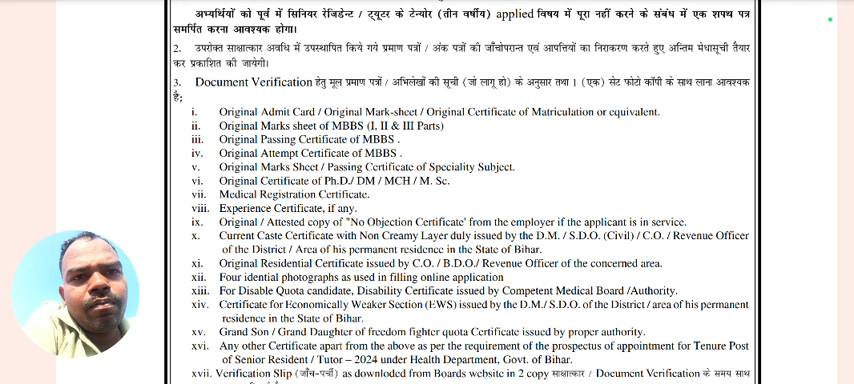 अभ्यर्थियों को पूर्व में सिनियर रेजिडेन्ट / ट्यूटर के टेन्योर (तीन वर्षीय) applied विषय में पूरा नहीं करने के संबंध में एक शपथ पत्र
समर्पित करना आवश्यक होगा।
2. उपरोक्त साक्षात्कार अवधि में उपस्थापित किये गये प्रमाण पत्रों / अंक पत्रों की जाँचोपरान्त एवं आपत्तियों का निराकरण करते हुए अन्तिम मेधासूची तैयार
कर प्रकाशित की जायेगी।
3. Document Verification हेतु मूल प्रमाण पत्रों / अभिलेखों की सूची (जो लागू हो) के अनुसार तथा । (एक) सेट फोटो कॉपी के साथ लाना आवश्यक
है;
i. Original Admit Card / Original Mark-sheet / Original Certificate of Matriculation or equivalent.
ii. Original Marks sheet of MBBS (I, II & III Parts)
iii. Original Passing Certificate of MBBS .
iv. Original Attempt Certificate of MBBS .
v. Original Marks Sheet / Passing Certificate of Speciality Subject.
vi. Original Certificate of Ph.D./ DM / MCH / M. Sc.
vii. Medical Registration Certificate.
viii. Experience Certificate, if any.
ix. Original / Attested copy of "No Objection Certificate' from the employer if the applicant is in service.
x. Current Caste Certificate with Non Creamy Layer duly issued by the D.M. / S.D.O. (Civil) / C.O. / Revenue Officer
of the District / Area of his permanent residence in the State of Bihar.
xi. Original Residential Certificate issued by C.O. / B.D.O./ Revenue Officer of the concerned area.
xii. Four idential photographs as used in filling online application
xiii. For Disable Quota candidate, Disability Certificate issued by Competent Medical Board /Authority.
xiv. Certificate for Economically Weaker Section (EWS) issued by the D.M./ S.D.O. of the District / area of his permanent
residence in the State of Bihar.
xv. Grand Son / Grand Daughter of freedom fighter quota Certificate issued by proper authority.
xvi. Any other Certificate apart from the above as per the requirement of the prospectus of appointment for Tenure Post
of Senior Resident / Tutor – 2024 under Health Department, Govt. of Bihar.
xvii. Verification Slip (जाँच-पर्ची) as downloded from Boards website in 2 copy साक्षात्कार / Document Verification के समय साथ